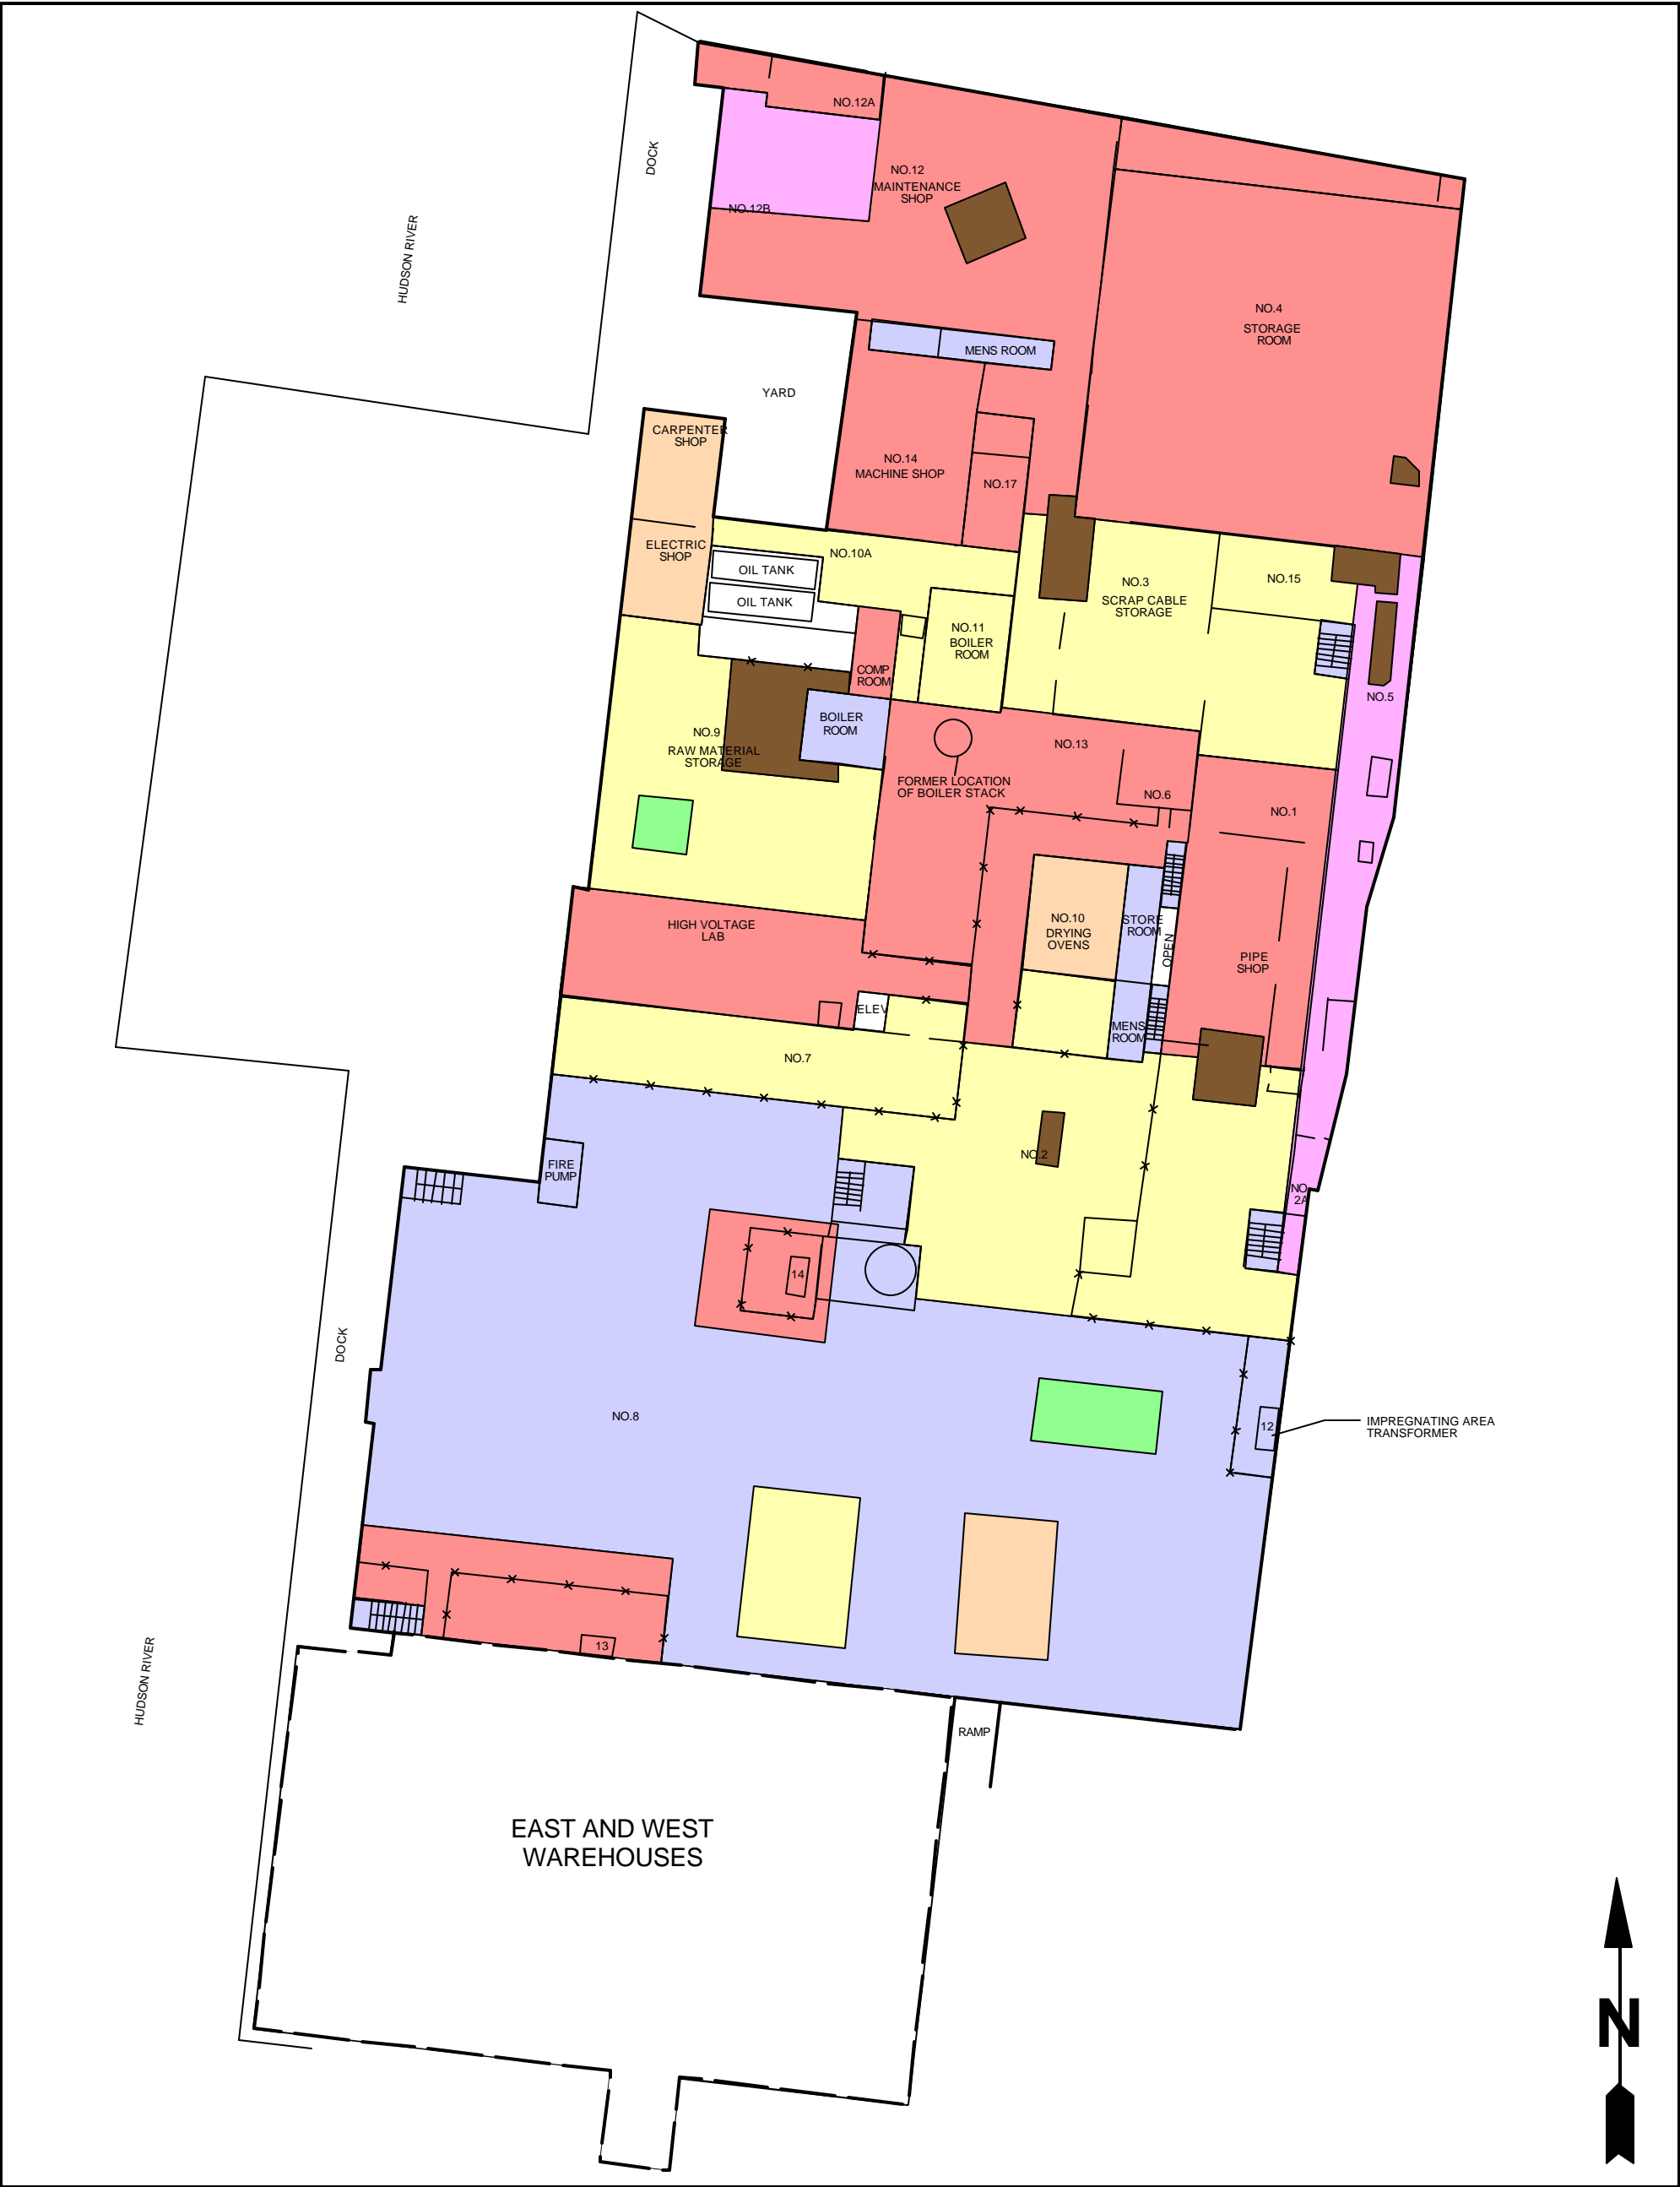 NO.12A
DOCK
NO.12
MAINTENANCE
SHOP
NO.12B
HUDSON RIVER
NO.4
STORAGE
ROOM
MENS ROOM
YARD
CARPENTER
SHOP
NO.14
MACHINE SHOP
NO.17
ELECTRIC
SHOP
NO.10A
OIL TANK
OIL TANK
NO.3
SCRAP CABLE
STORAGE
NO.15
NO.11
BOILER
ROOM
COMP
ROOM
NO.5
BOILER
ROOM
NO.9
RAW MATERIAL
STORAGE
NO.13
FORMER LOCATION
OF BOILER STACK
NO.6
NO.1
HIGH VOLTAGE
LAB
NO.10
DRYING
OVENS
STORE
ROOM
OPEN
PIPE
SHOP
ELEV
MENS
ROOM
NO.7
NO.2
FIRE
PUMP
NO.
2A
14
DOCK
NO.8
12
IMPREGNATING AREA
TRANSFORMER
13
HUDSON RIVER
RAMP
EAST AND WEST
WAREHOUSES
N